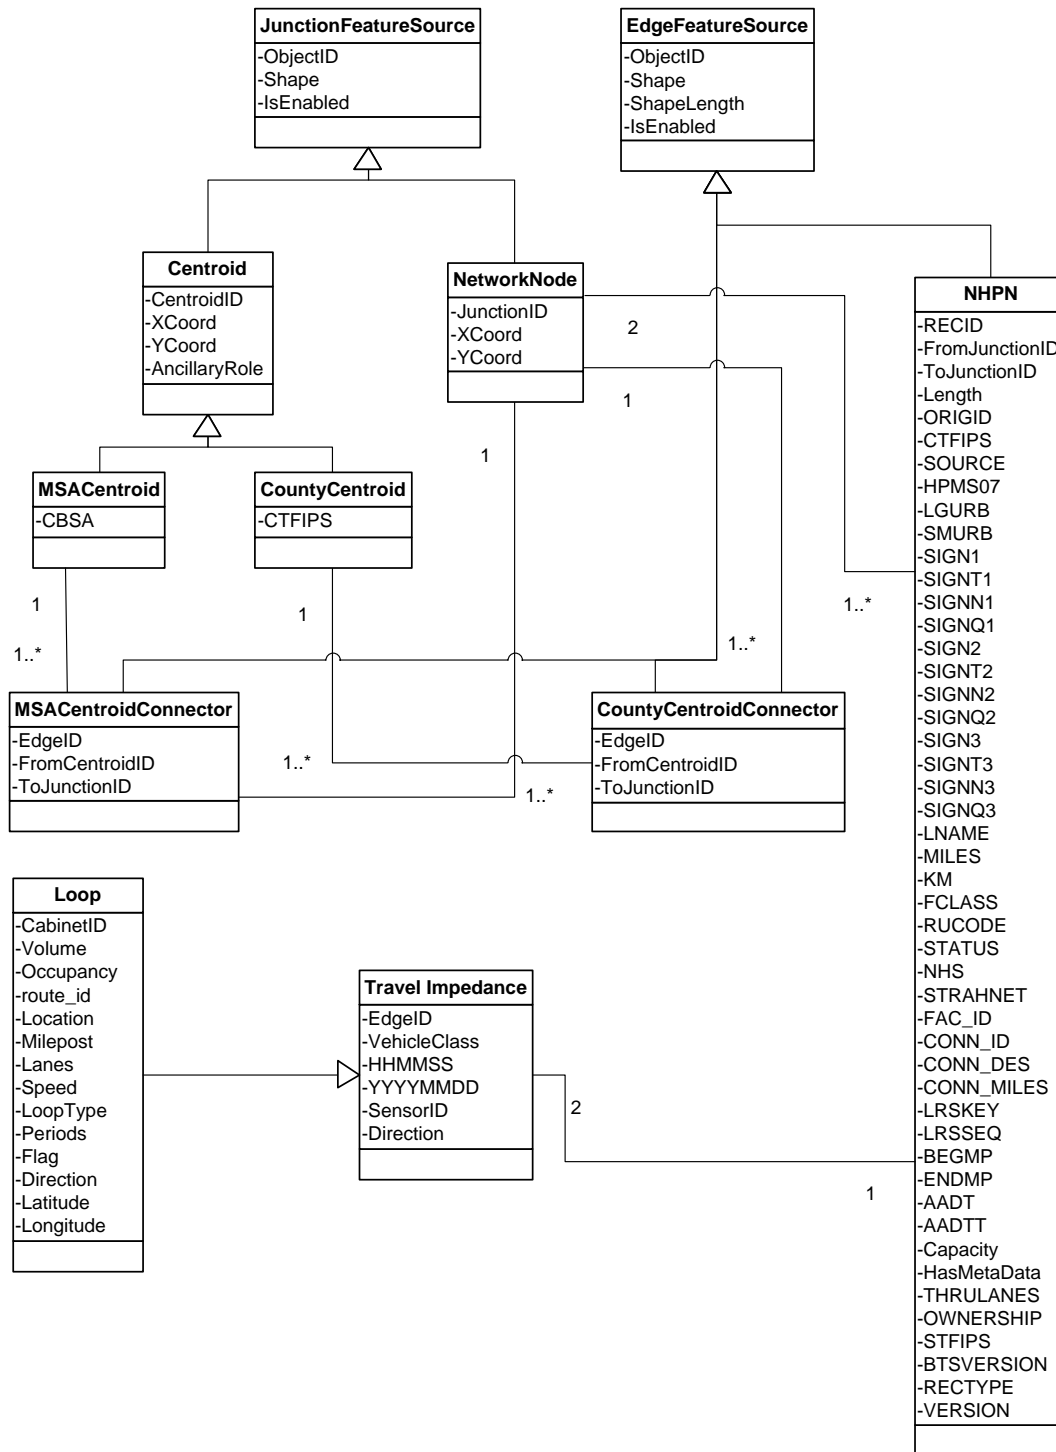 JunctionFeatureSource
-ObjectID
-Shape
-IsEnabled
EdgeFeatureSource
-ObjectID
-Shape
-ShapeLength
-IsEnabled
Centroid
-CentroidID
-XCoord
-YCoord
-AncillaryRole
NetworkNode
-JunctionID
-XCoord
-YCoord
2
1
1
MSACentroid
-CBSA
CountyCentroid
-CTFIPS
1
1
1..*
1..*
1..*
1..*
1..*
MSACentroidConnector
-EdgeID
-FromCentroidID
-ToJunctionID
CountyCentroidConnector
-EdgeID
-FromCentroidID
-ToJunctionID
Loop
-CabinetID
-Volume
-Occupancy
-route_id
-Location
-Milepost
-Lanes
-Speed
-LoopType
-Periods
-Flag
-Direction
-Latitude
-Longitude
Travel Impedance
-EdgeID
-VehicleClass
-HHMMSS
-YYYYMMDD
-SensorID
-Direction
2
1
NHPN
-RECID
-FromJunctionID
-ToJunctionID
-Length
-ORIGID
-CTFIPS
-SOURCE
-HPMS07
-LGURB
-SMURB
-SIGN1
-SIGNT1
-SIGNN1
-SIGNQ1
-SIGN2
-SIGNT2
-SIGNN2
-SIGNQ2
-SIGN3
-SIGNT3
-SIGNN3
-SIGNQ3
-LNAME
-MILES
-KM
-FCLASS
-RUCODE
-STATUS
-NHS
-STRAHNET
-FAC_ID
-CONN_ID
-CONN_DES
-CONN_MILES
-LRSKEY
-LRSSEQ
-BEGMP
-ENDMP
-AADT
-AADTT
-Capacity
-HasMetaData
-THRULANES
-OWNERSHIP
-STFIPS
-BTSVERSION
-RECTYPE
-VERSION